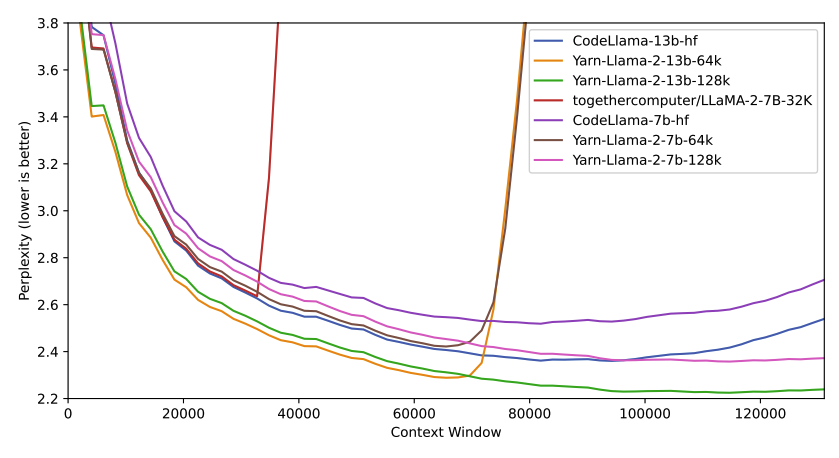 3.8
3.6
3.4
3.2
3.0
2.8
2.6
2.4
2.2
Perplexity (lower is better)
CodeLlama-13b-hf
Yarn-Llama-2-13b-64k
Yarn-Llama-2-13b-128k
togethercomputer/LLaMA-2-7B-32K
CodeLlama-7b-hf
Yarn-Llama-2-7b-64k
Yarn-Llama-2-7b-128k
0 20000 40000 60000 80000 100000 120000
Context Window